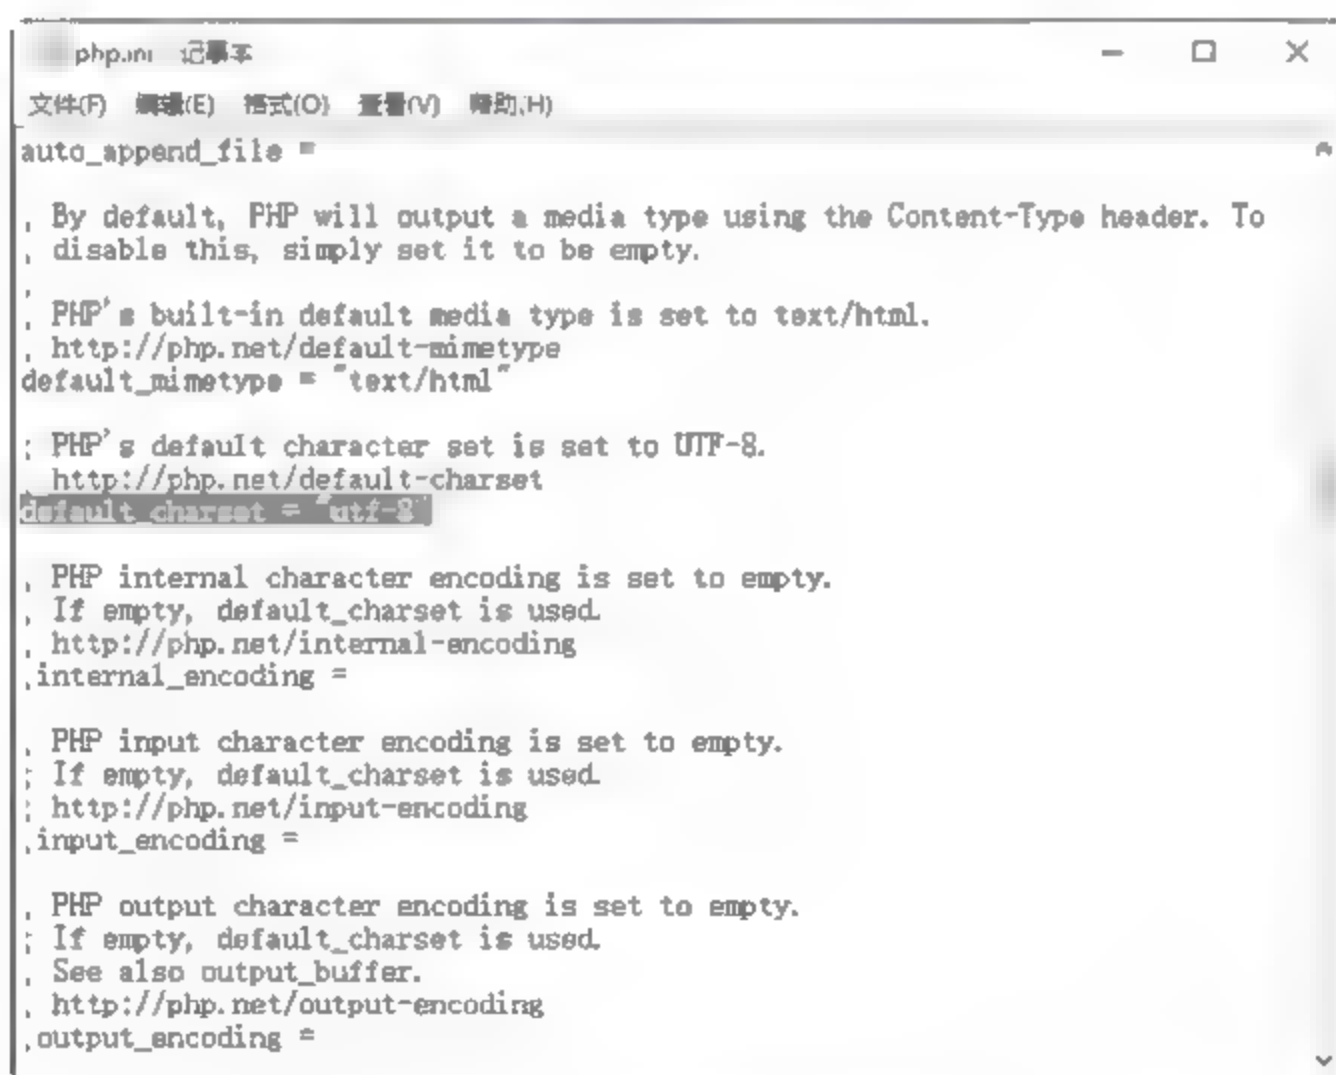 php.ini 记事本
文件(F) 编辑(E) 格式(O) 查看(V) 帮助(H)
auto_append_file =
; By default, PHP will output a media type using the Content-Type header. To
; disable this, simply set it to be empty.
;
; PHP's built-in default media type is set to text/html.
; http://php.net/default-mimetype
default_mimetype = "text/html"
; PHP's default character set is set to UTF-8.
; http://php.net/default-charset
default_charset = "utf-8"
; PHP internal character encoding is set to empty.
; If empty, default_charset is used.
; http://php.net/internal-encoding
;internal_encoding =
; PHP input character encoding is set to empty.
; If empty, default_charset is used.
; http://php.net/input-encoding
;input_encoding =
; PHP output character encoding is set to empty.
; If empty, default_charset is used.
; See also output_buffer.
; http://php.net/output-encoding
;output_encoding =